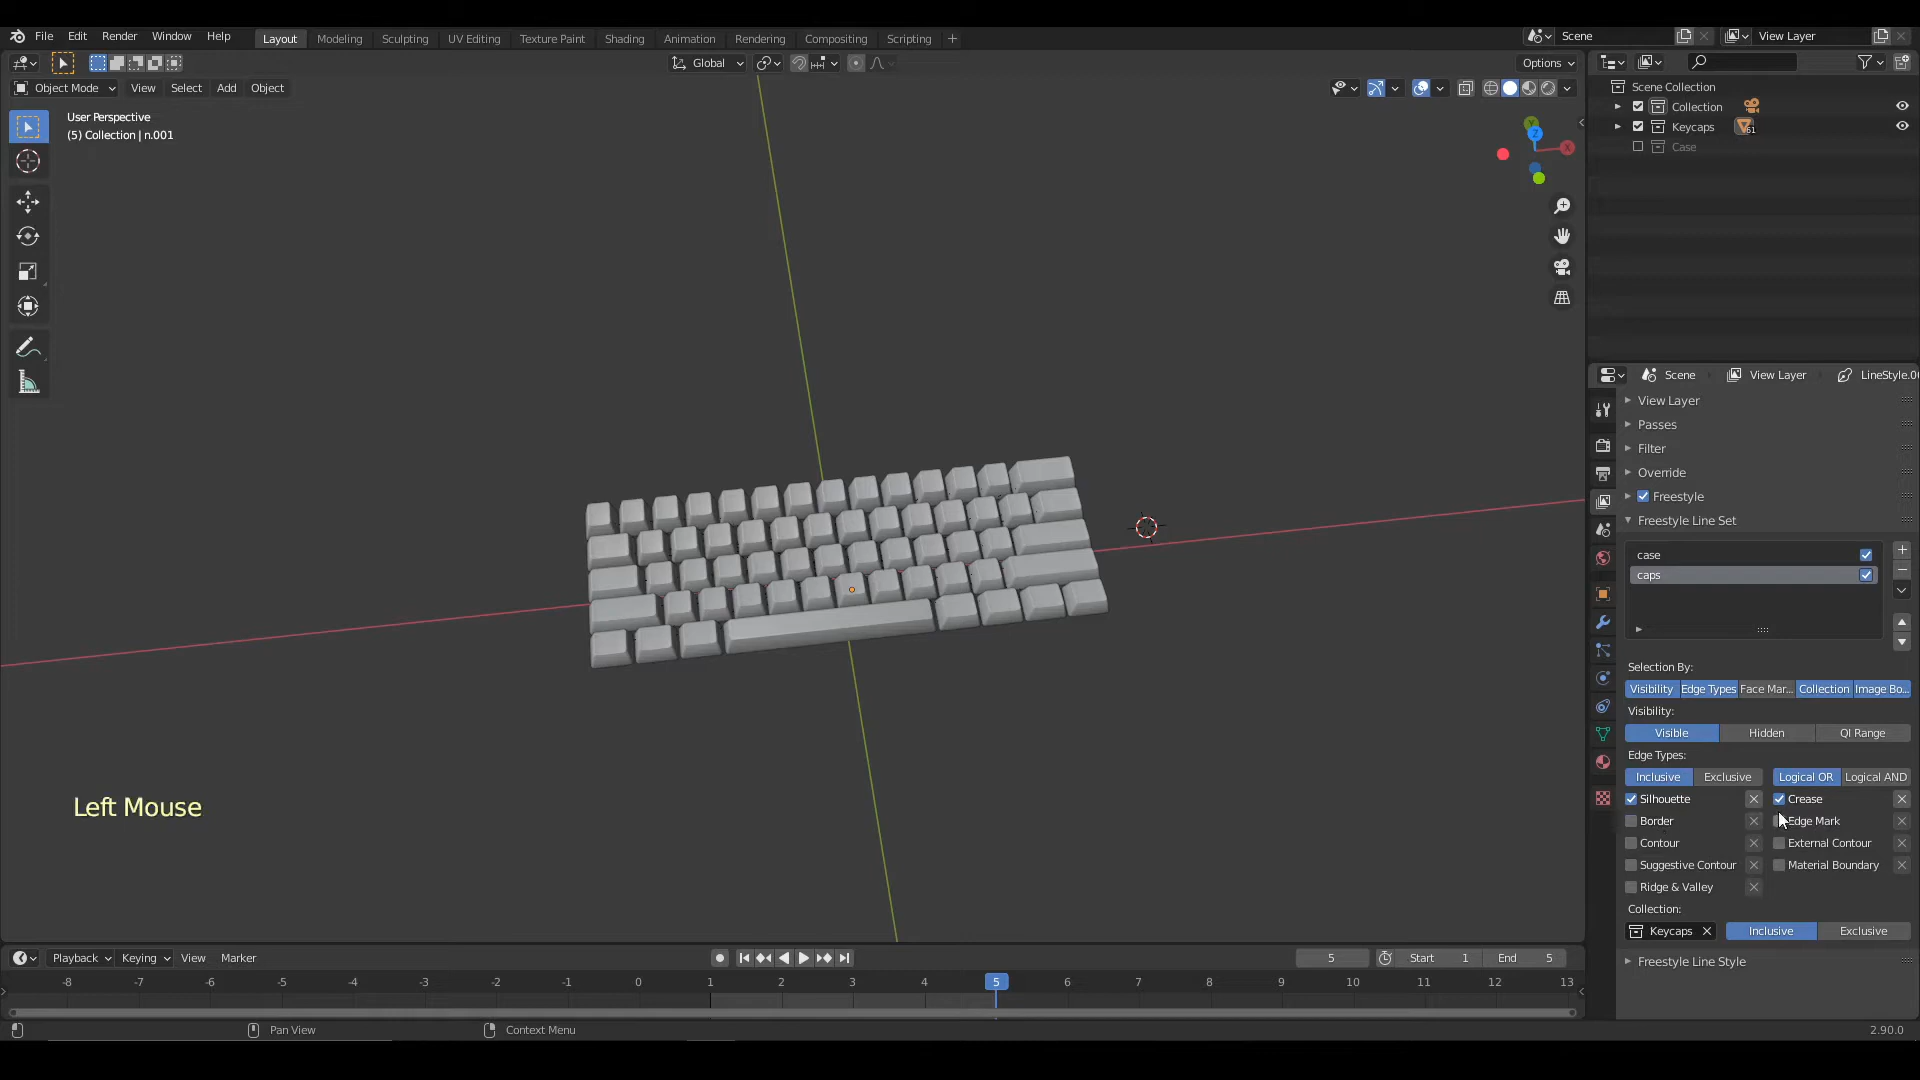 File Edit Render Window Help Layout Modeling Sculpting UV Editing Texture Paint Shading Animation Rendering Compositing Scripting + Scene View Layer
Global Options
Object Mode View Select Add Object
User Perspective
(5) Collection | n.001
Y
Z
X
Scene Collection
Collection
Keycaps 61
Case
Scene View Layer
View Layer
Passes
Filter
Override
Freestyle
Freestyle Line Set
case
caps
Selection By:
Visibility Edge Types Face Mar... Collection Image Bo...
Visibility:
Visible Hidden QI Range
Edge Types:
Inclusive Exclusive Logical OR Logical AND
Silhouette Crease
Border Edge Mark
Contour External Contour
Suggestive Contour Material Boundary
Ridge & Valley
Collection:
Keycaps Inclusive Exclusive
Freestyle Line Style
Left Mouse
Playback Keying View Marker 5 Start 1 End 5
-8 -7 -6 -5 -4 -3 -2 -1 0 1 2 3 4 5 6 7 8 9 10 11 12 13
Pan View Context Menu 2.90.0